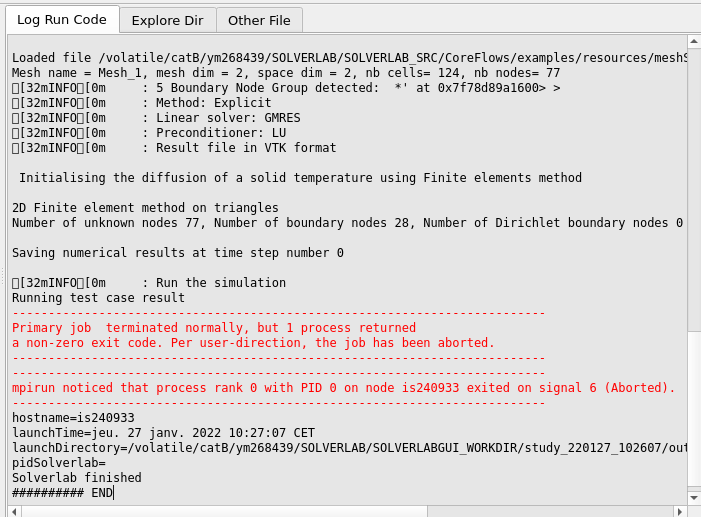 Log Run Code
Explore Dir
Other File
Loaded file /volatile/catB/ym268439/SOLVERLAB/SOLVERLAB_SRC/CoreFlows/examples/resources/meshS
Mesh name = Mesh_1, mesh dim = 2, space dim = 2, nb cells= 124, nb nodes= 77
[32mINFO[0m     : 5 Boundary Node Group detected:  *' at 0x7f78d89a1600> >
[32mINFO[0m     : Method: Explicit
[32mINFO[0m     : Linear solver: GMRES
[32mINFO[0m     : Preconditioner: LU
[32mINFO[0m     : Result file in VTK format
Initialising the diffusion of a solid temperature using Finite elements method
2D Finite element method on triangles
Number of unknown nodes 77, Number of boundary nodes 28, Number of Dirichlet boundary nodes 0
Saving numerical results at time step number 0
[32mINFO[0m     : Run the simulation
Running test case result
--------------------------------------------------------------------------
Primary job  terminated normally, but 1 process returned
a non-zero exit code. Per user-direction, the job has been aborted.
--------------------------------------------------------------------------
--------------------------------------------------------------------------
mpirun noticed that process rank 0 with PID 0 on node is240933 exited on signal 6 (Aborted).
--------------------------------------------------------------------------
hostname=is240933
launchTime=jeu. 27 janv. 2022 10:27:07 CET
launchDirectory=/volatile/catB/ym268439/SOLVERLAB/SOLVERLABGUI_WORKDIR/study_220127_102607/out
pidSolverlab=
Solverlab finished
########## END